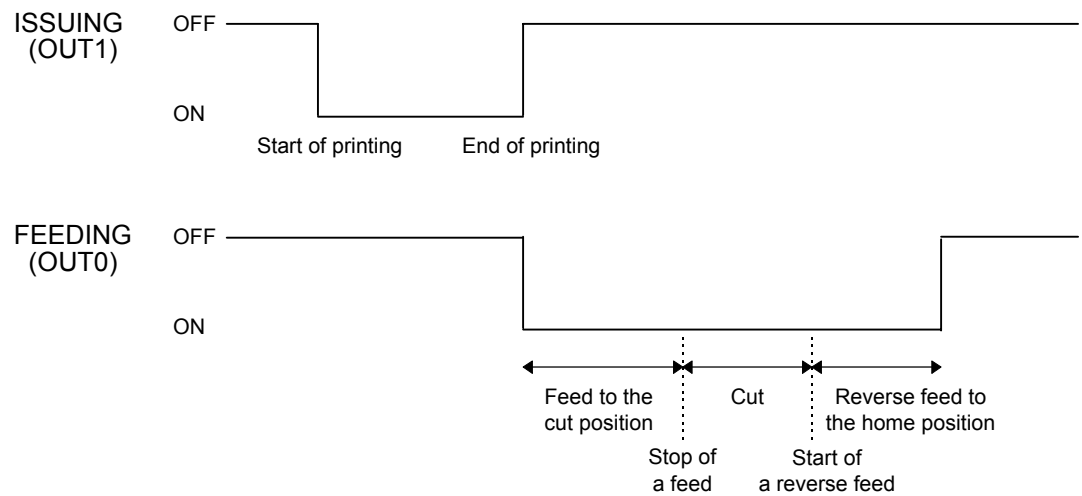 ISSUING
(OUT1)
OFF
ON
Start of printing
End of printing
FEEDING
(OUT0)
OFF
ON
Feed to the
cut position
Cut
Reverse feed to
the home position
Stop of
a feed
Start of
a reverse feed